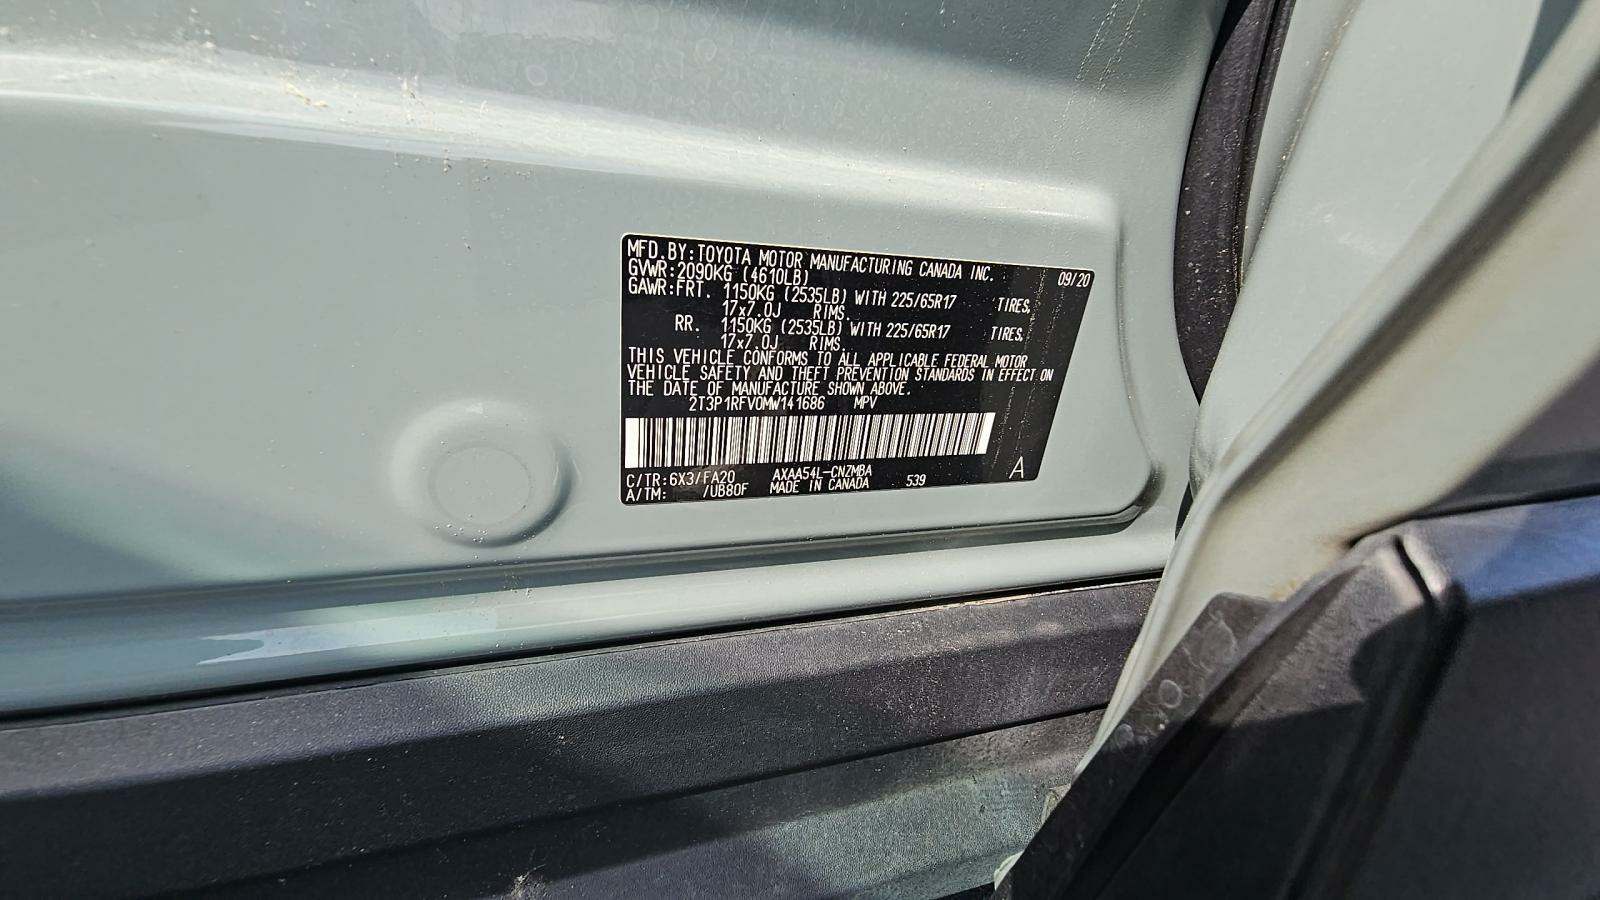 MFD.BY:TOYOTA MOTOR MANUFACTURING CANADA INC. 09/20
GVWR:2090KG (4610LB)
GAWR:FRT. 1150KG (2535LB) WITH 225/65R17 TIRES,
17x7.0J RIMS.
RR. 1150KG (2535LB) WITH 225/65R17 TIRES,
17x7.0J RIMS.
THIS VEHICLE CONFORMS TO ALL APPLICABLE FEDERAL MOTOR
VEHICLE SAFETY AND THEFT PREVENTION STANDARDS IN EFFECT ON
THE DATE OF MANUFACTURE SHOWN ABOVE.
2T3P1RFV0MW141686 MPV
C/TR:6X3/FA20 AXAA54L-CNZMBA 539 A
A/TM: /UB80F MADE IN CANADA